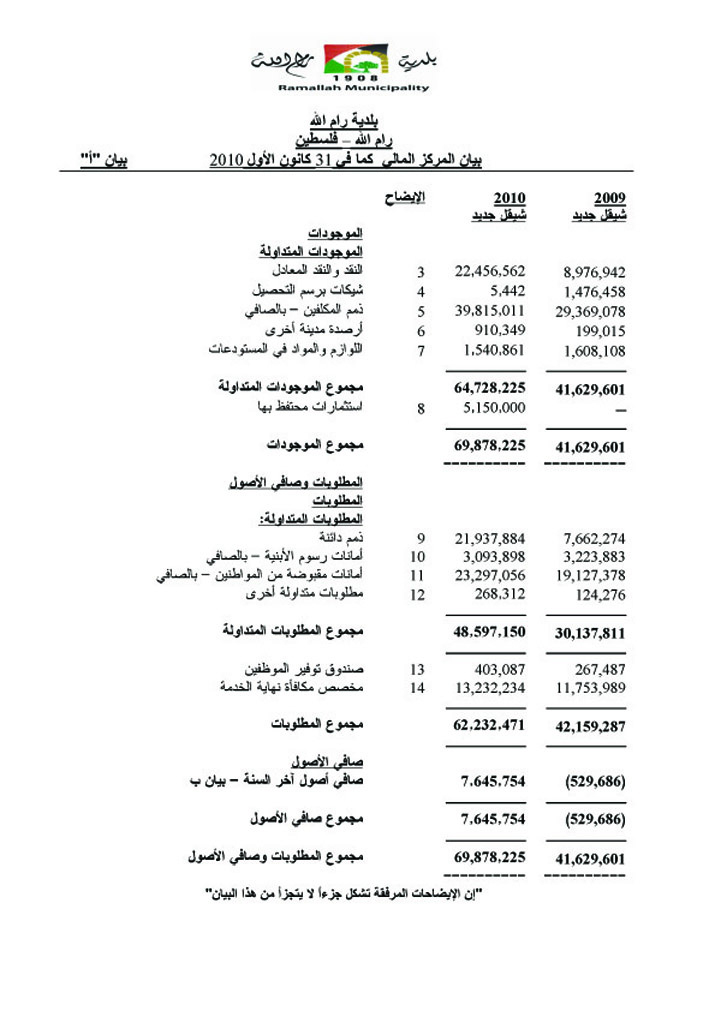 بلدية رام الله
1908
Ramallah Municipality
بلدية رام الله
رام الله – فلسطين
بيان المركز المالي كما في 31 كانون الأول 2010 بيان "أ"
الإيضاح 2010 2009
شيقل جديد شيقل جديد
الموجودات
الموجودات المتداولة
النقد والنقد المعادل 3 22,456,562 8,976,942
شيكات برسم التحصيل 4 5,442 1,476,458
ذمم المكلفين – بالصافي 5 39,815,011 29,369,078
أرصدة مدينة أخرى 6 910,349 199,015
اللوازم والمواد في المستودعات 7 1,540,861 1,608,108
مجموع الموجودات المتداولة 64,728,225 41,629,601
استثمارات محتفظ بها 8 5,150,000 –
مجموع الموجودات 69,878,225 41,629,601
المطلوبات وصافي الأصول
المطلوبات
المطلوبات المتداولة:
ذمم دائنة 9 21,937,884 7,662,274
أمانات رسوم الأبنية – بالصافي 10 3,093,898 3,223,883
أمانات مقبوضة من المواطنين – بالصافي 11 23,297,056 19,127,378
مطلوبات متداولة أخرى 12 268,312 124,276
مجموع المطلوبات المتداولة 48,597,150 30,137,811
صندوق توفير الموظفين 13 403,087 267,487
مخصص مكافأة نهاية الخدمة 14 13,232,234 11,753,989
مجموع المطلوبات 62,232,471 42,159,287
صافي الأصول
صافي أصول آخر السنة – بيان ب 7,645,754 (529,686)
مجموع صافي الأصول 7,645,754 (529,686)
مجموع المطلوبات وصافي الأصول 69,878,225 41,629,601
"إن الإيضاحات المرفقة تشكل جزءاً لا يتجزأ من هذا البيان"